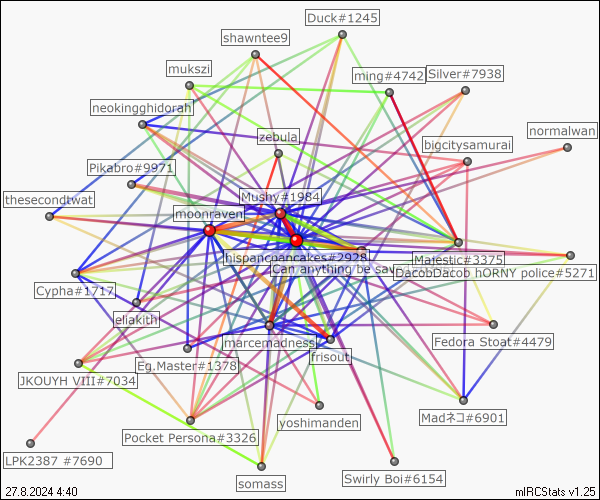 Duck#1245
shawntee9
mukszi
ming#4742
Silver#7938
neokingghidorah
normalwan
zebula
bigcitysamurai
Pikabro#9971
thesecondtwat
Mushy#1984
moonraven
hispanopancakes#2928
Majestic#3375
Can anything be sav
DacobDacob hORNY police#5271
Cypha#1717
eliakith
marcemadness
Fedora Stoat#4479
frisout
Eg.Master#1378
JKOUYH VIII#7034
yoshimanden
Madネコ#6901
Pocket Persona#3326
LPK2387 #7690
somass
Swirly Boi#6154
27.8.2024 4:40
mIRCStats v1.25